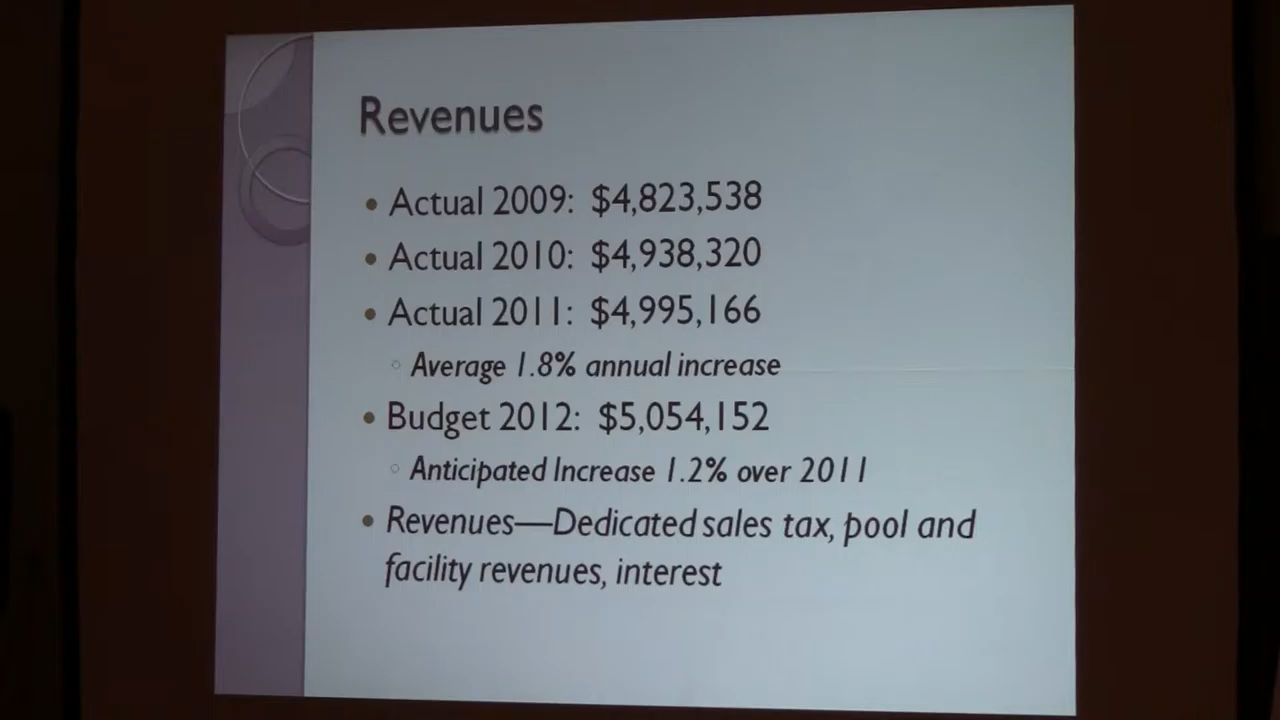 Revenues
• Actual 2009: $4,823,538
• Actual 2010: $4,938,320
• Actual 2011: $4,995,166
◦ Average 1.8% annual increase
• Budget 2012: $5,054,152
◦ Anticipated Increase 1.2% over 2011
• Revenues—Dedicated sales tax, pool and
facility revenues, interest